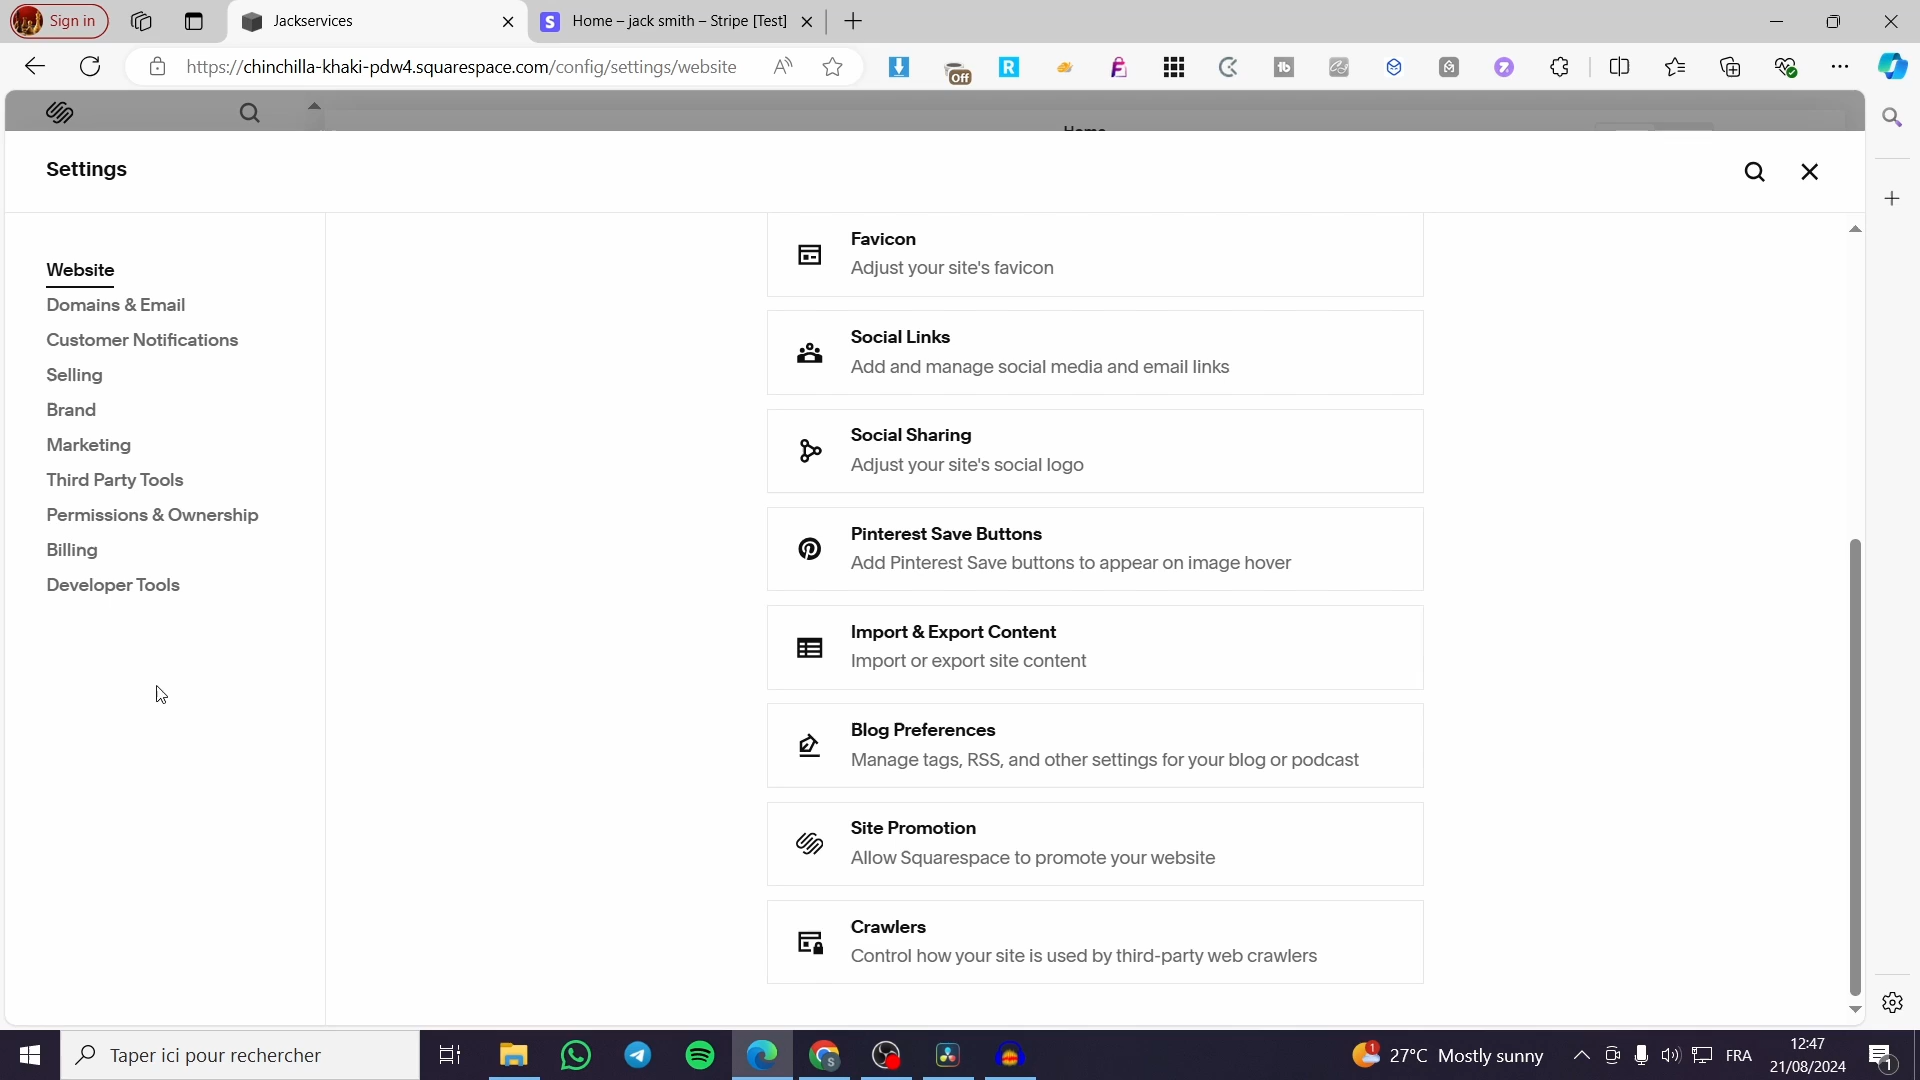 Sign in
Jackservices
Home – jack smith – Stripe [Test]
https://chinchilla-khaki-pdw4.squarespace.com/config/settings/website
Off
Home
Settings
Website
Domains & Email
Customer Notifications
Selling
Brand
Marketing
Third Party Tools
Permissions & Ownership
Billing
Developer Tools
Favicon
Adjust your site's favicon
Social Links
Add and manage social media and email links
Social Sharing
Adjust your site's social logo
Pinterest Save Buttons
Add Pinterest Save buttons to appear on image hover
Import & Export Content
Import or export site content
Blog Preferences
Manage tags, RSS, and other settings for your blog or podcast
Site Promotion
Allow Squarespace to promote your website
Crawlers
Control how your site is used by third-party web crawlers
Taper ici pour rechercher
1
27°C Mostly sunny
FRA
12:47
21/08/2024
1